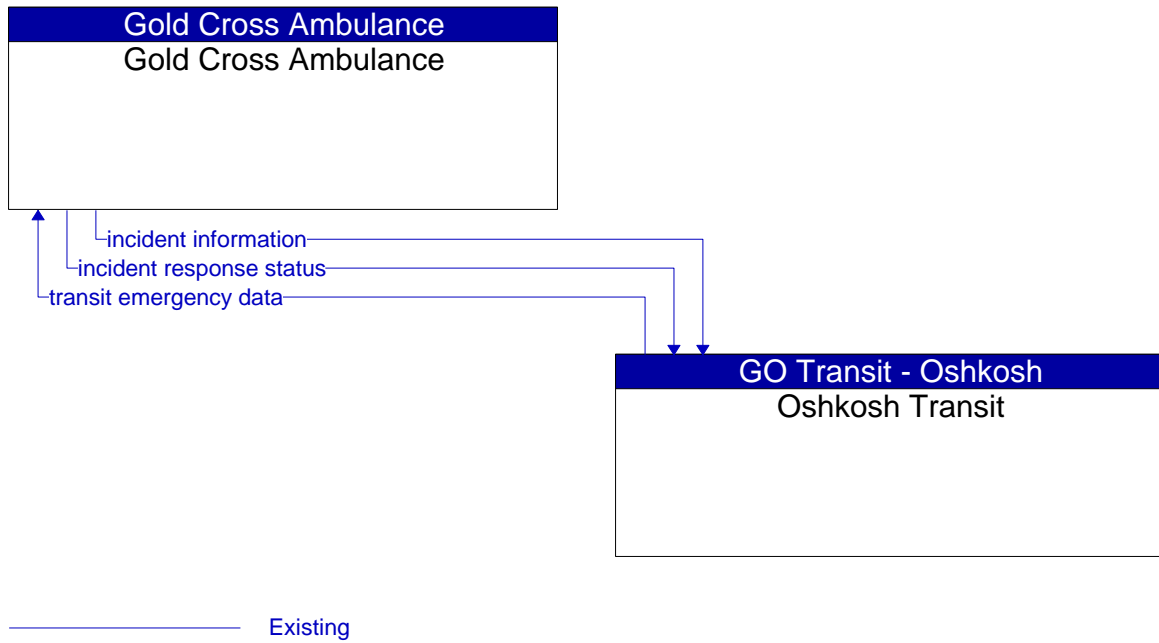 Gold Cross Ambulance
Gold Cross Ambulance
incident information
incident response status
transit emergency data
GO Transit - Oshkosh
Oshkosh Transit
Existing